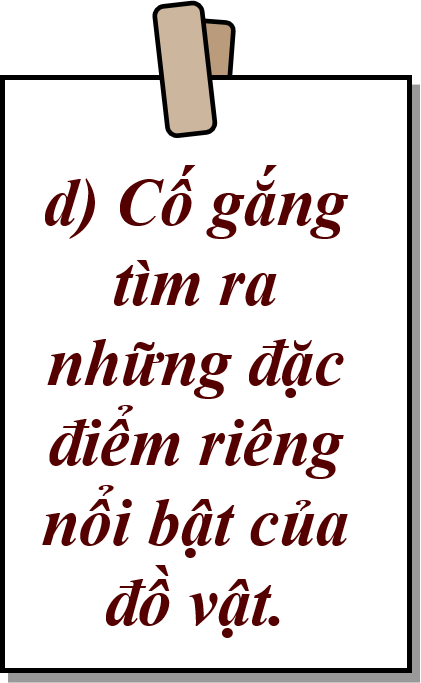 d) Cố gắng
tìm ra
những đặc
điểm riêng
nổi bật của
đồ vật.